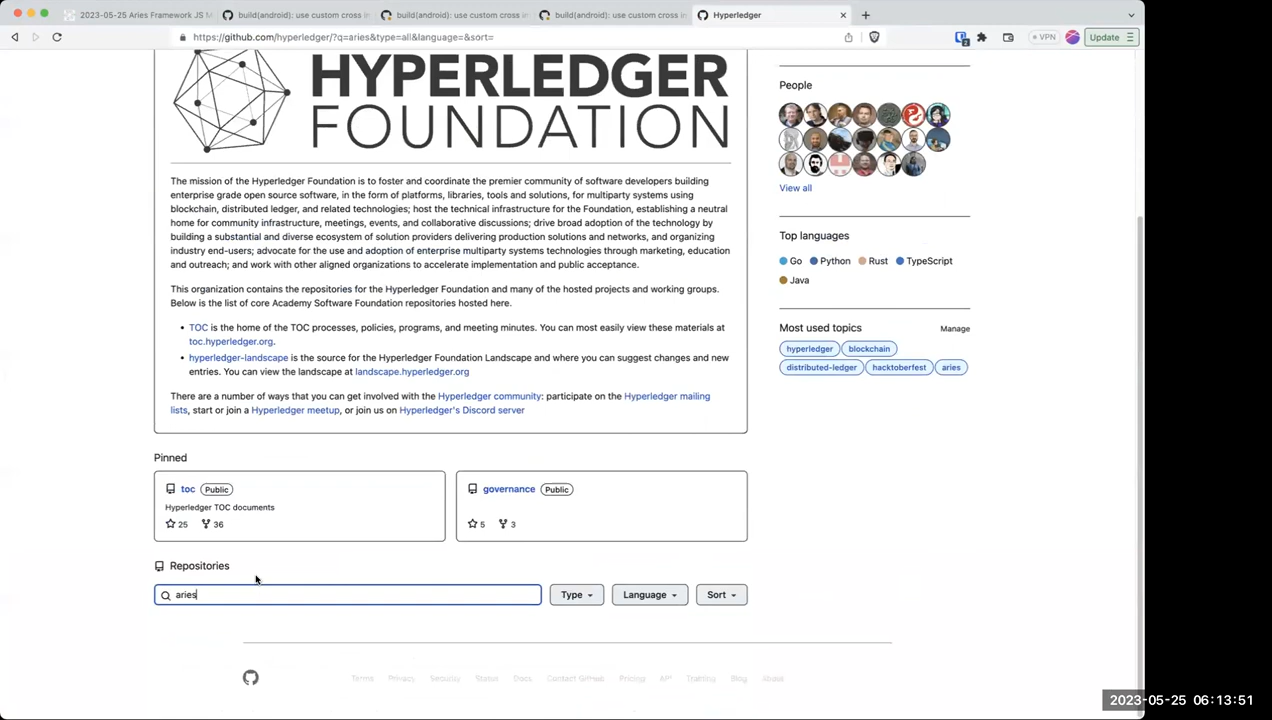 2023-05-25 Aries Framework JS M
build(android): use custom cross in
build(android): use custom cross in
build(android): use custom cross in
Hyperledger
https://github.com/hyperledger/?q=aries&type=all&language=&sort=
VPN
Update
HYPERLEDGER
FOUNDATION
The mission of the Hyperledger Foundation is to foster and coordinate the premier community of software developers building
enterprise grade open source software, in the form of platforms, libraries, tools and solutions, for multiparty systems using
blockchain, distributed ledger, and related technologies; host the technical infrastructure for the Foundation, establishing a neutral
home for community infrastructure, meetings, events, and collaborative discussions; drive broad adoption of the technology by
building a substantial and diverse ecosystem of solution providers delivering production solutions and networks, and organizing
industry end-users; advocate for the use and adoption of enterprise multiparty systems technologies through marketing, education
and outreach; and work with other aligned organizations to accelerate implementation and public acceptance.
This organization contains the repositories for the Hyperledger Foundation and many of the hosted projects and working groups.
Below is the list of core Academy Software Foundation repositories hosted here.
• TOC is the home of the TOC processes, policies, programs, and meeting minutes. You can most easily view these materials at
toc.hyperledger.org.
• hyperledger-landscape is the source for the Hyperledger Foundation Landscape and where you can suggest changes and new
entries. You can view the landscape at landscape.hyperledger.org
There are a number of ways that you can get involved with the Hyperledger community: participate on the Hyperledger mailing
lists, start or join a Hyperledger meetup, or join us on Hyperledger's Discord server
People
View all
Top languages
Go Python Rust TypeScript
Java
Most used topics Manage
hyperledger blockchain
distributed-ledger hacktoberfest aries
Pinned
toc Public
Hyperledger TOC documents
25 36
governance Public
5 3
Repositories
aries
Type Language Sort
Terms Privacy Security Status Docs Contact GitHub Pricing API Training Blog About
2023-05-25 06:13:51